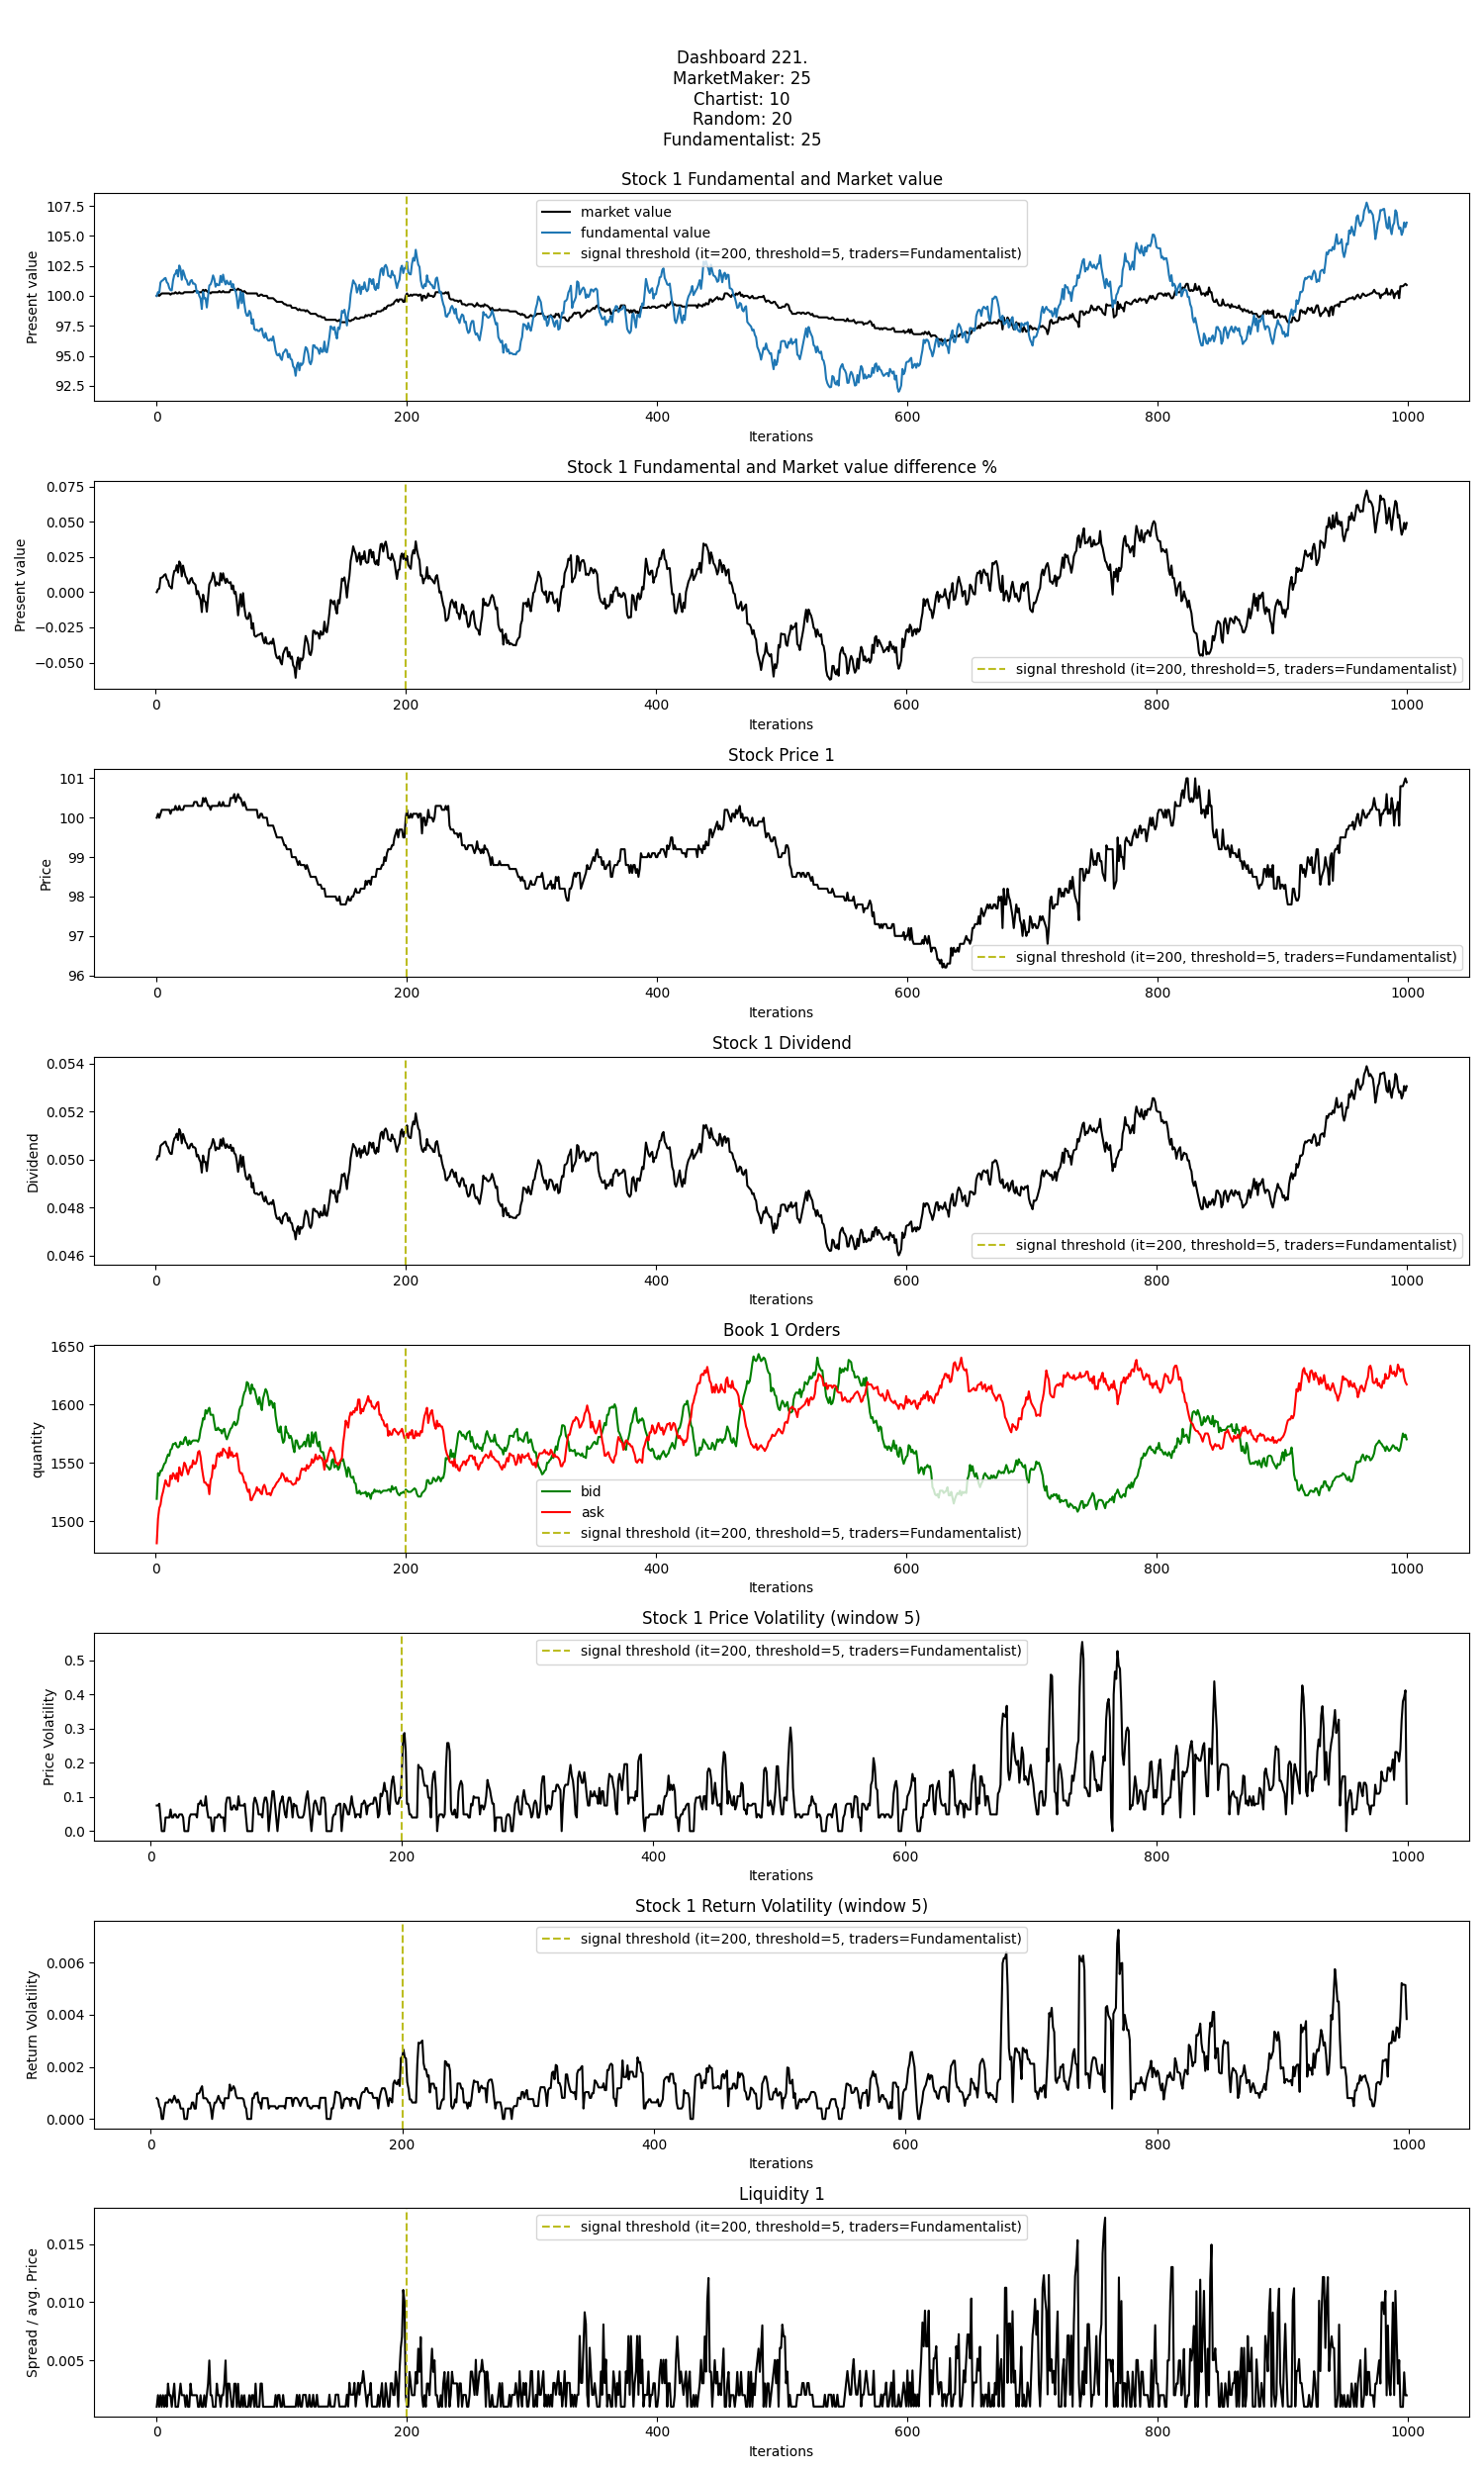 Dashboard 221.
MarketMaker: 25
Chartist: 10
Random: 20
Fundamentalist: 25
Stock 1 Fundamental and Market value
107.5
105.0
102.5
100.0
97.5
95.0
92.5
Present value
market value
fundamental value
signal threshold (it=200, threshold=5, traders=Fundamentalist)
0 200 400 600 800 1000
Iterations
Stock 1 Fundamental and Market value difference %
0.075
0.050
0.025
0.000
−0.025
−0.050
Present value
signal threshold (it=200, threshold=5, traders=Fundamentalist)
0 200 400 600 800 1000
Iterations
Stock Price 1
101
100
99
98
97
96
Price
signal threshold (it=200, threshold=5, traders=Fundamentalist)
0 200 400 600 800 1000
Iterations
Stock 1 Dividend
0.054
0.052
0.050
0.048
0.046
Dividend
signal threshold (it=200, threshold=5, traders=Fundamentalist)
0 200 400 600 800 1000
Iterations
Book 1 Orders
1650
1600
1550
1500
quantity
bid
ask
signal threshold (it=200, threshold=5, traders=Fundamentalist)
0 200 400 600 800 1000
Iterations
Stock 1 Price Volatility (window 5)
0.5
0.4
0.3
0.2
0.1
0.0
Price Volatility
signal threshold (it=200, threshold=5, traders=Fundamentalist)
0 200 400 600 800 1000
Iterations
Stock 1 Return Volatility (window 5)
0.006
0.004
0.002
0.000
Return Volatility
signal threshold (it=200, threshold=5, traders=Fundamentalist)
0 200 400 600 800 1000
Iterations
Liquidity 1
0.015
0.010
0.005
Spread / avg. Price
signal threshold (it=200, threshold=5, traders=Fundamentalist)
0 200 400 600 800 1000
Iterations